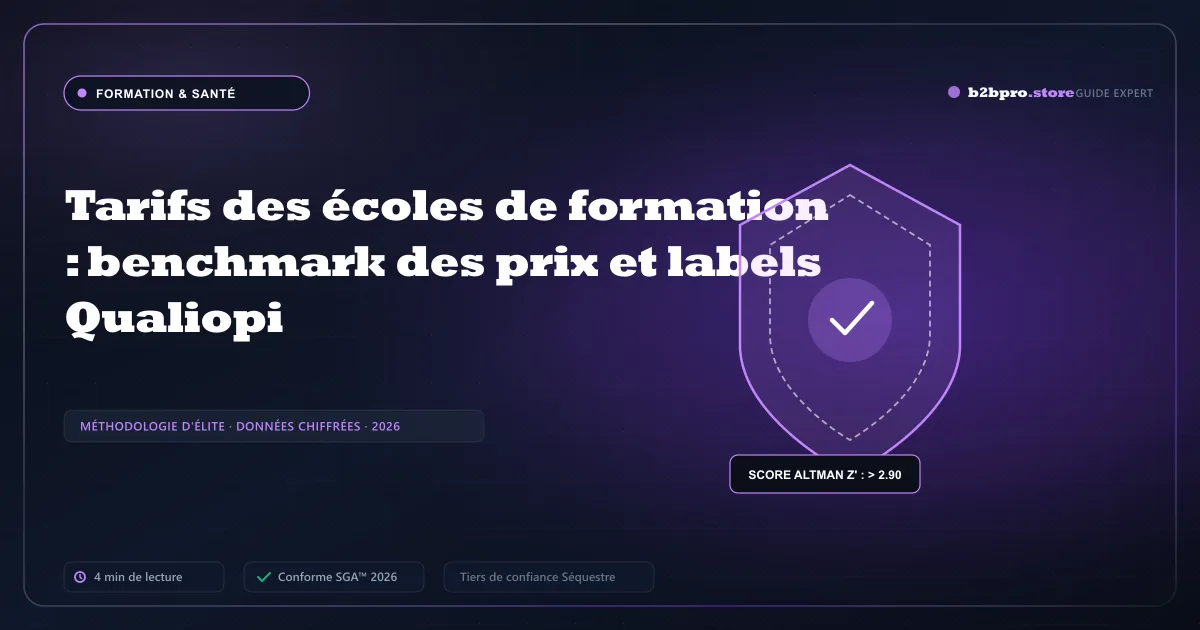 FORMATION & SANTÉ
b2bpro.store GUIDE EXPERT
Tarifs des écoles de formation
: benchmark des prix et labels
Qualiopi
MÉTHODOLOGIE D'ÉLITE · DONNÉES CHIFFRÉES · 2026
SCORE ALTMAN Z' : > 2.90
4 min de lecture
Conforme SGA™ 2026
Tiers de confiance Séquestre